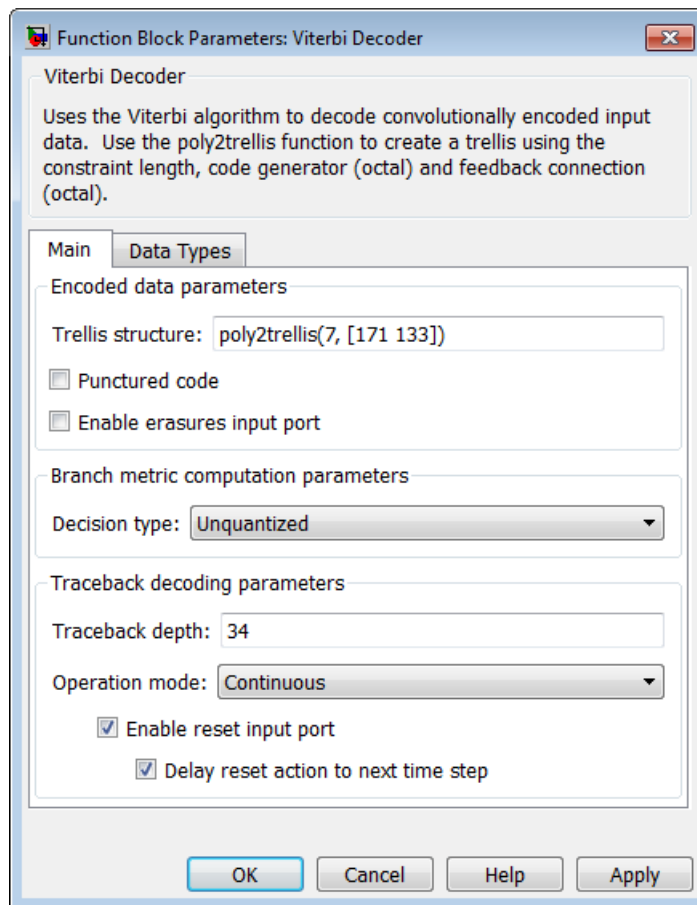 Function Block Parameters: Viterbi Decoder
Viterbi Decoder
Uses the Viterbi algorithm to decode convolutionally encoded input
data. Use the poly2trellis function to create a trellis using the
constraint length, code generator (octal) and feedback connection
(octal).
Main Data Types
Encoded data parameters
Trellis structure: poly2trellis(7, [171 133])
Punctured code
Enable erasures input port
Branch metric computation parameters
Decision type: Unquantized
Traceback decoding parameters
Traceback depth: 34
Operation mode: Continuous
Enable reset input port
Delay reset action to next time step
OK Cancel Help Apply